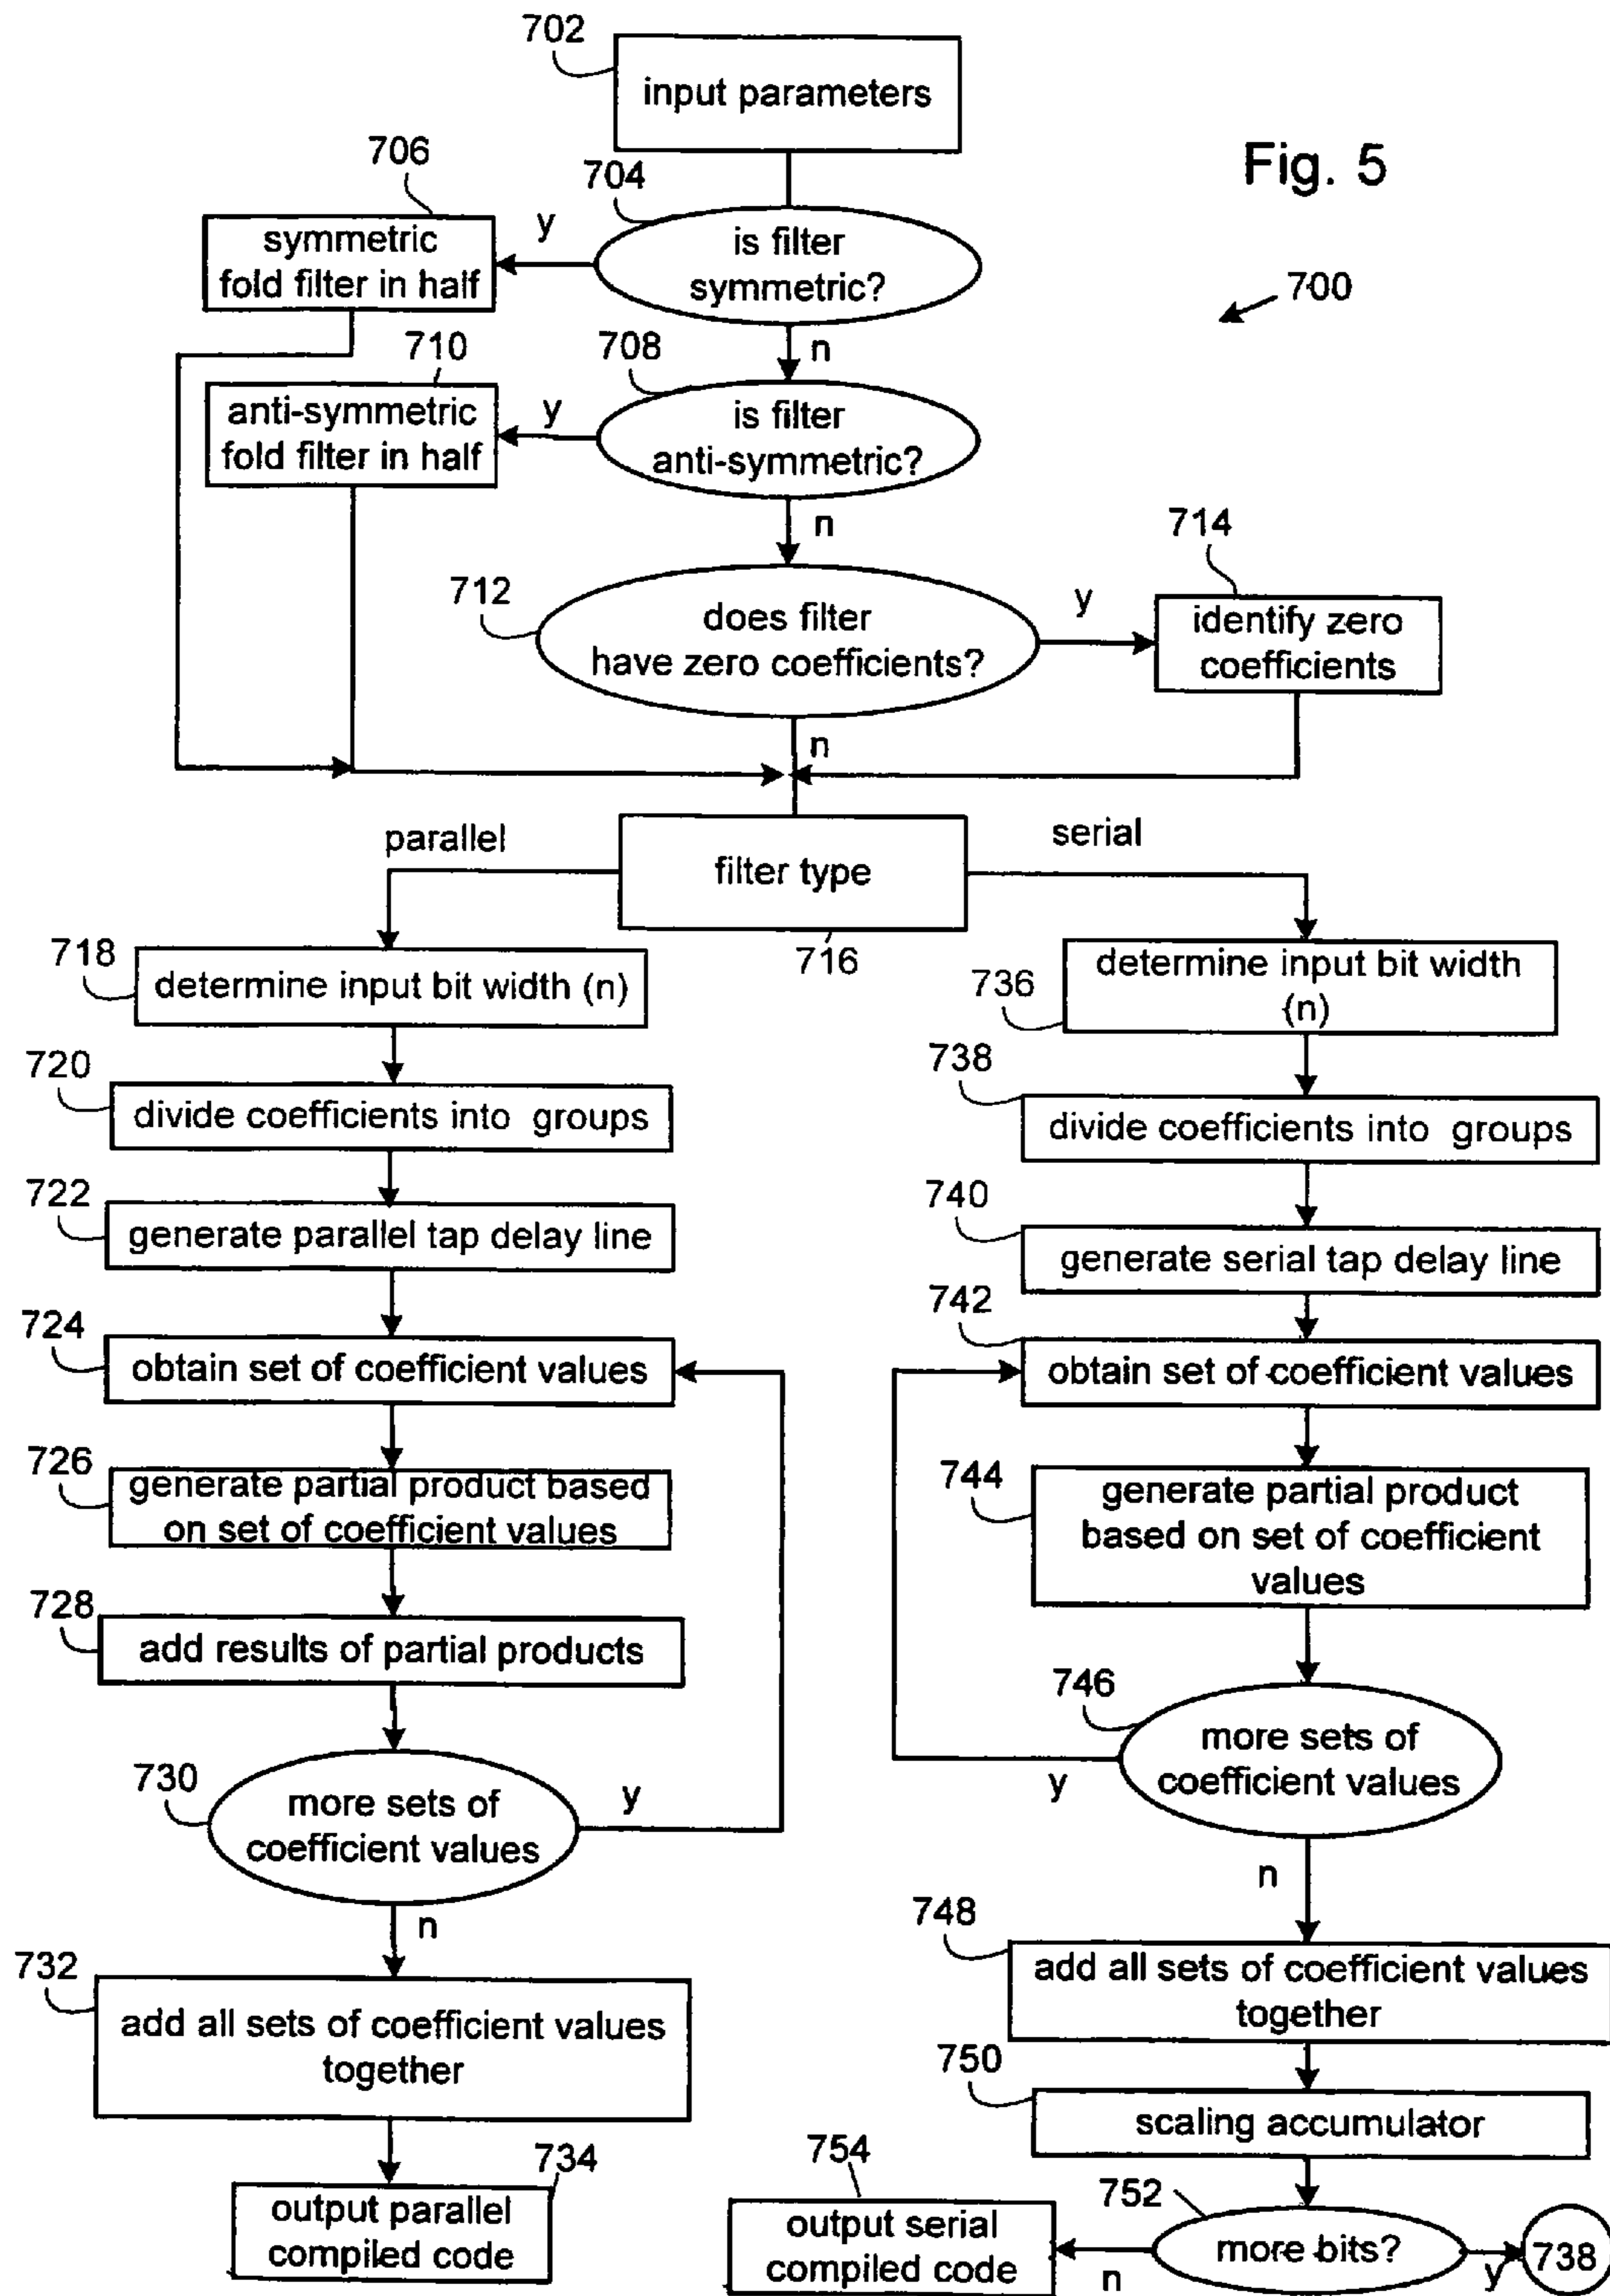 702
input parameters
Fig. 5
706
704
symmetric
fold filter in half
y
is filter
symmetric?
700
n
710
708
anti-symmetric
fold filter in half
y
is filter
anti-symmetric?
n
714
712
does filter
have zero coefficients?
y
identify zero
coefficients
n
parallel
filter type
serial
716
718
determine input bit width (n)
720
divide coefficients into groups
722
generate parallel tap delay line
724
obtain set of coefficient values
726
generate partial product based
on set of coefficient values
728
add results of partial products
730
more sets of
coefficient values
y
n
732
add all sets of coefficient values
together
734
output parallel
compiled code
736
determine input bit width
(n)
738
divide coefficients into groups
740
generate serial tap delay line
742
obtain set of coefficient values
744
generate partial product
based on set of coefficient
values
746
more sets of
coefficient values
y
n
748
add all sets of coefficient values
together
750
scaling accumulator
752
more bits?
y
738
n
754
output serial
compiled code